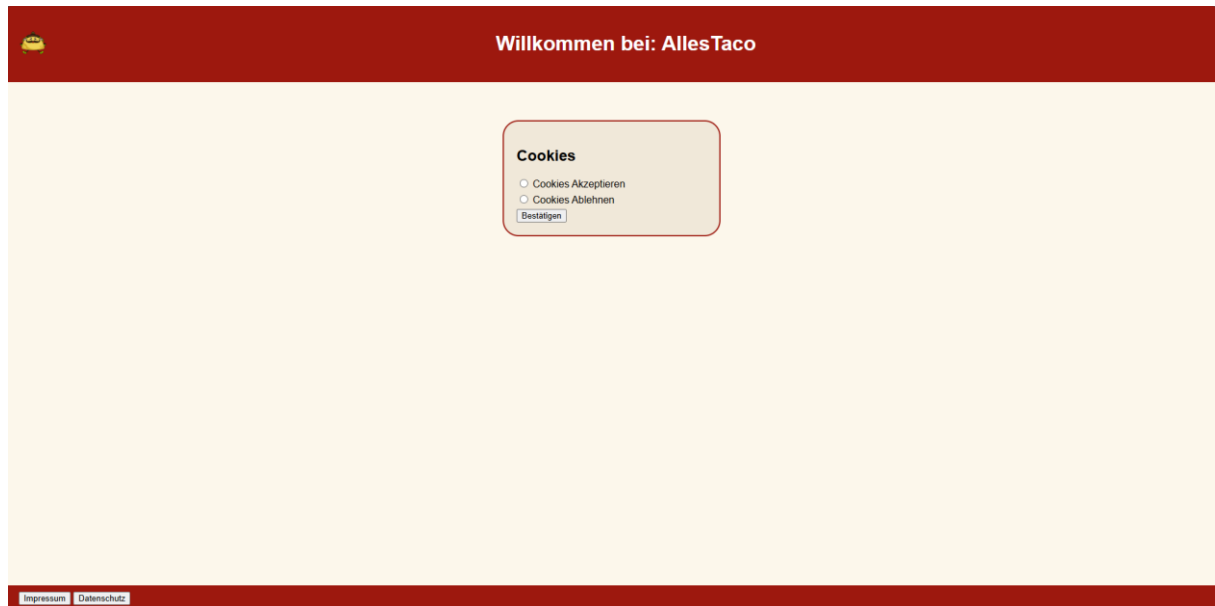 Willkommen bei: AllesTaco
Cookies
Cookies Akzeptieren
Cookies Ablehnen
Bestätigen
Impressum Datenschutz